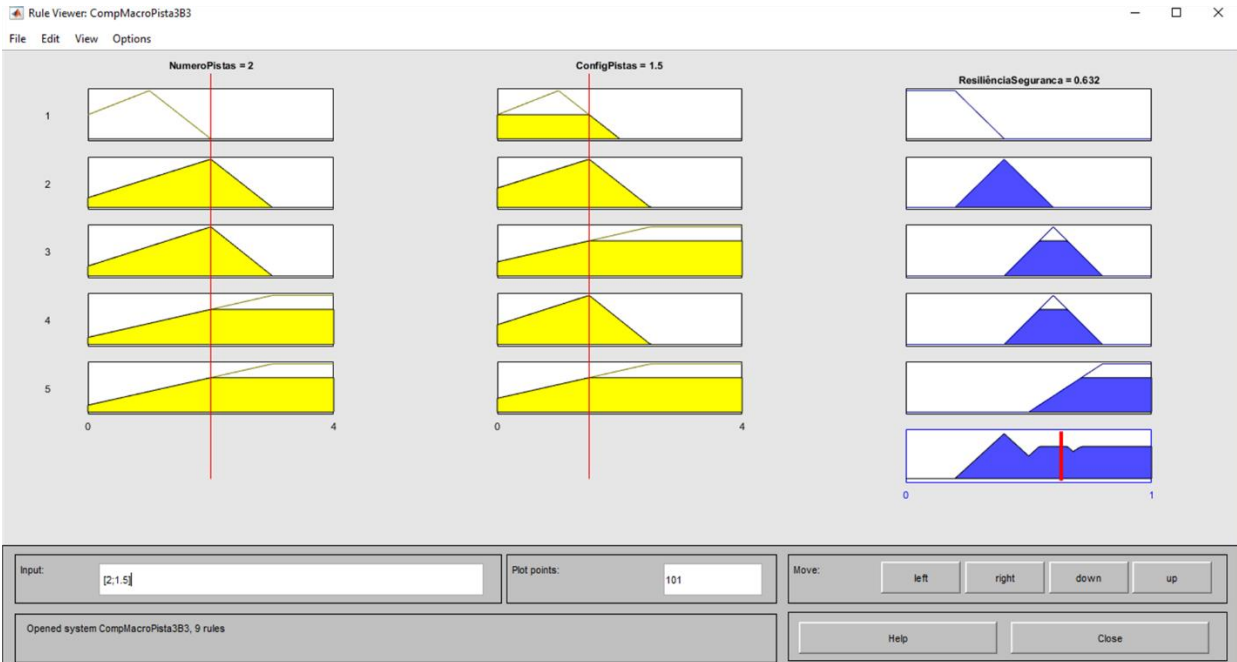 Rule Viewer: CompMacroPista3B3
File Edit View Options
NumeroPistas = 2
ConfigPistas = 1.5
ResiliênciaSeguranca = 0.632
1
2
3
4
5
0 4
0 4
0 1
Input:
[2;1.5]
Plot points:
101
Move:
left
right
down
up
Opened system CompMacroPista3B3, 9 rules
Help
Close